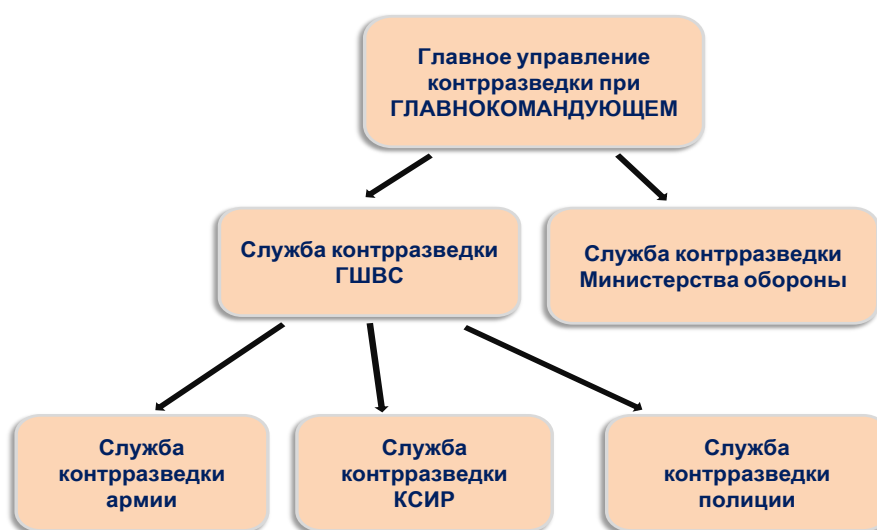 Главное управление
контрразведки при
ГЛАВНОКОМАНДУЮЩЕМ
Служба контрразведки
ГШВС
Служба контрразведки
Министерства обороны
Служба
контрразведки
армии
Служба
контрразведки
КСИР
Служба
контрразведки
полиции